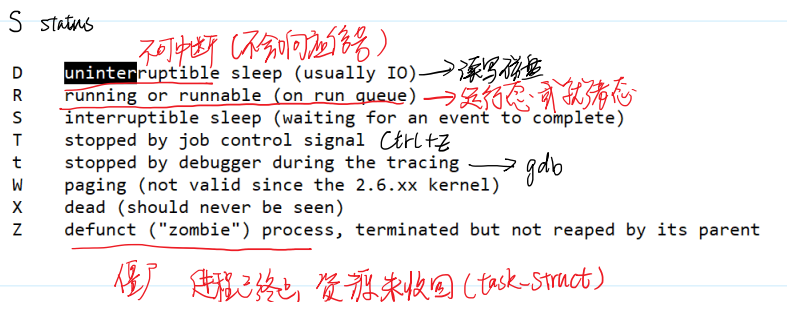 S status
不可中断（不会响应信号）
D uninterruptible sleep (usually IO) → 读写磁盘
R running or runnable (on run queue) → 运行态或就绪态
S interruptible sleep (waiting for an event to complete)
T stopped by job control signal Ctrl+Z
t stopped by debugger during the tracing → gdb
W paging (not valid since the 2.6.xx kernel)
X dead (should never be seen)
Z defunct ("zombie") process, terminated but not reaped by its parent
僵尸 进程已终止，资源未收回（task_struct）